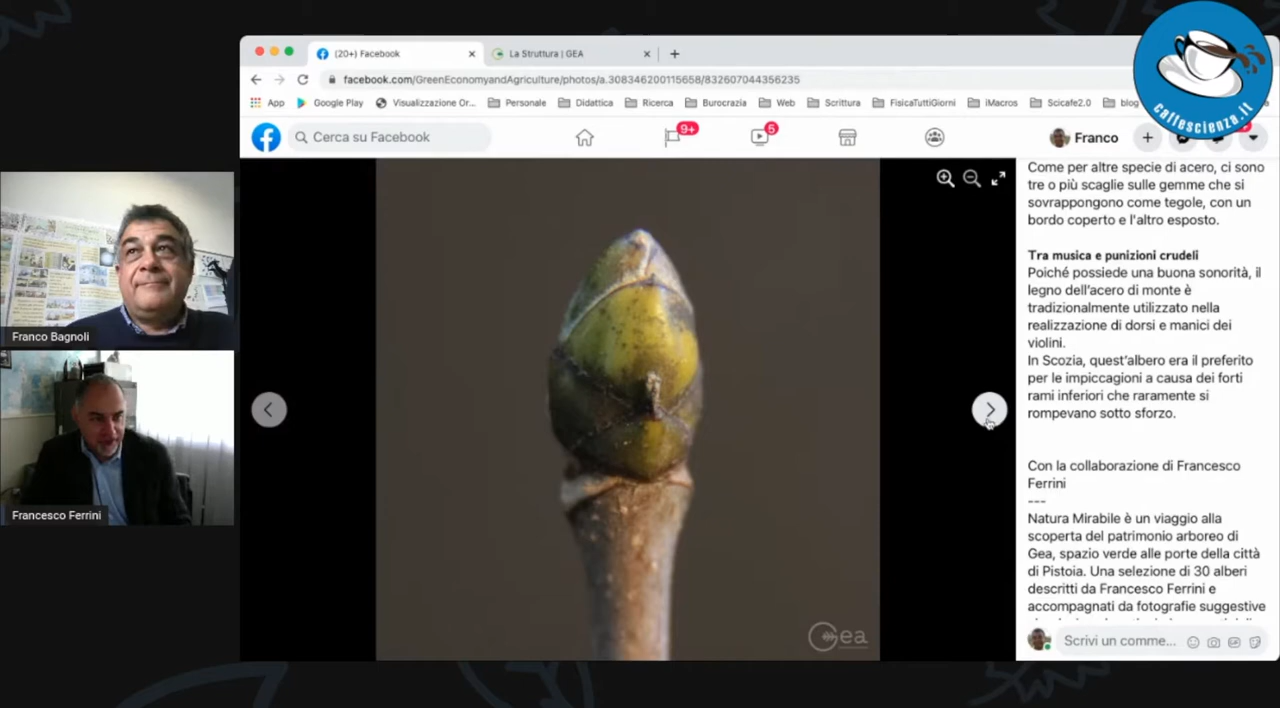 (20+) Facebook
La Struttura | GEA
facebook.com/GreenEconomyandAgriculture/photos/a.308346200115658/832607044356235
App
Google Play
Visualizzazione Or...
Personale
Didattica
Ricerca
Burocrazia
Web
Scrittura
FisicaTuttiGiorni
iMacros
Scicafe2.0
blog
caffescienza.it
Cerca su Facebook
9+
5
Franco
Come per altre specie di acero, ci sono
tre o più scaglie sulle gemme che si
sovrappongono come tegole, con un
bordo coperto e l'altro esposto.
Tra musica e punizioni crudeli
Poiché possiede una buona sonorità, il
legno dell'acero di monte è
tradizionalmente utilizzato nella
realizzazione di dorsi e manici dei
violini.
In Scozia, quest'albero era il preferito
per le impiccagioni a causa dei forti
rami inferiori che raramente si
rompevano sotto sforzo.
Con la collaborazione di Francesco
Ferrini
---
Natura Mirabile è un viaggio alla
scoperta del patrimonio arboreo di
Gea, spazio verde alle porte della città
di Pistoia. Una selezione di 30 alberi
descritti da Francesco Ferrini e
accompagnati da fotografie suggestive
Scrivi un comme...
Franco Bagnoli
Francesco Ferrini
Gea